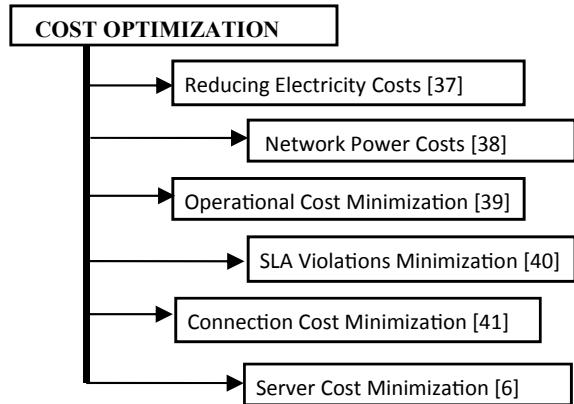 COST OPTIMIZATION
Reducing Electricity Costs [37]
Network Power Costs [38]
Operational Cost Minimization [39]
SLA Violations Minimization [40]
Connection Cost Minimization [41]
Server Cost Minimization [6]